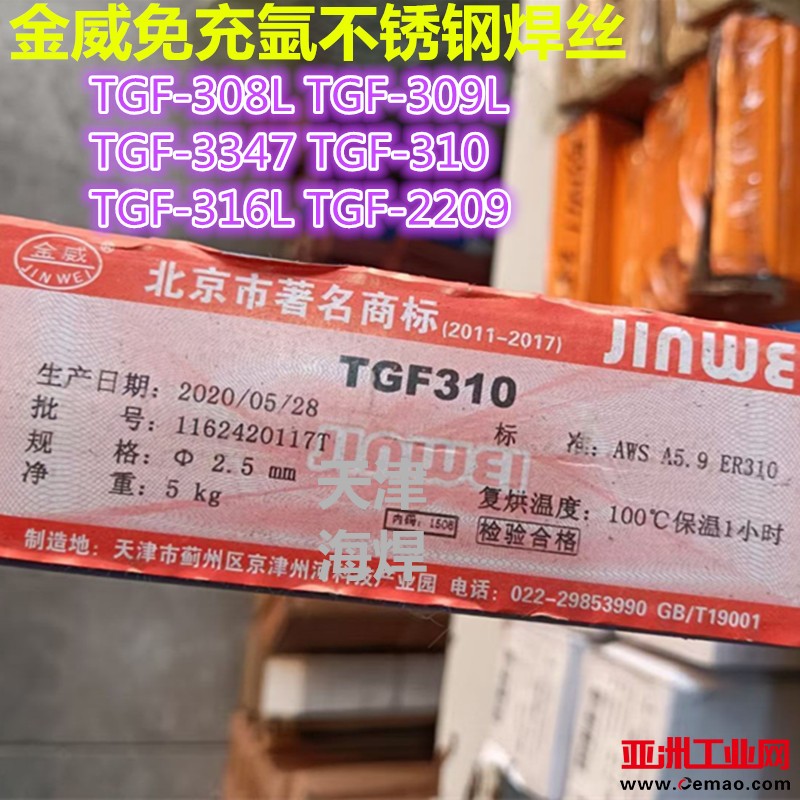 金威免充氩不锈钢焊丝
TGF-308L TGF-309L
TGF-3347 TGF-310
TGF-316L TGF-2209
金威
JINWEI
北京市著名商标(2011-2017)
JINWE
TGF310
生产日期: 2020/05/28
批 号: 1162420117T
标 准: AWS A5.9 ER310
规 格: Φ 2.5 mm
净 重: 5 kg
复烘温度: 100℃保温1小时
内码: 1508
检验合格
JINWEI
天津
海焊
制造地: 天津市蓟州区京津州河科技产业园 电话: 022-29853990 GB/T19001
亚洲工业网
www.Cemao.com